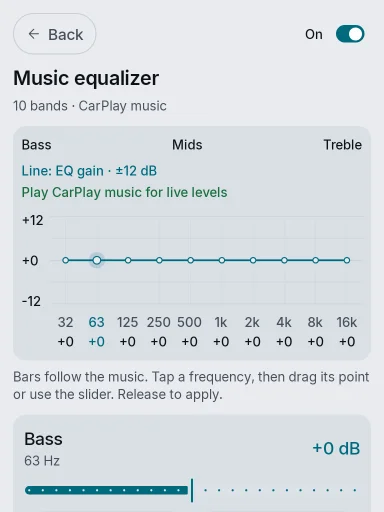 Back
On
Music equalizer
10 bands · CarPlay music
Bass Mids Treble
Line: EQ gain · ±12 dB
Play CarPlay music for live levels
+12
+0
-12
32 63 125 250 500 1k 2k 4k 8k 16k
+0 +0 +0 +0 +0 +0 +0 +0 +0 +0
Bars follow the music. Tap a frequency, then drag its point
or use the slider. Release to apply.
Bass
+0 dB
63 Hz